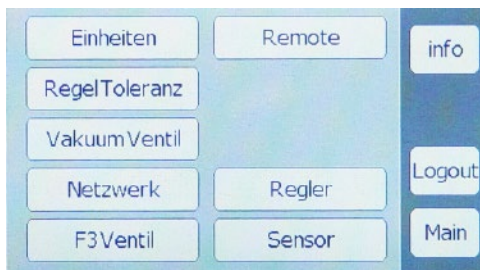 Einheiten Remote info
RegelToleranz
VakuumVentil
Netzwerk Regler Logout
F3Ventil Sensor Main